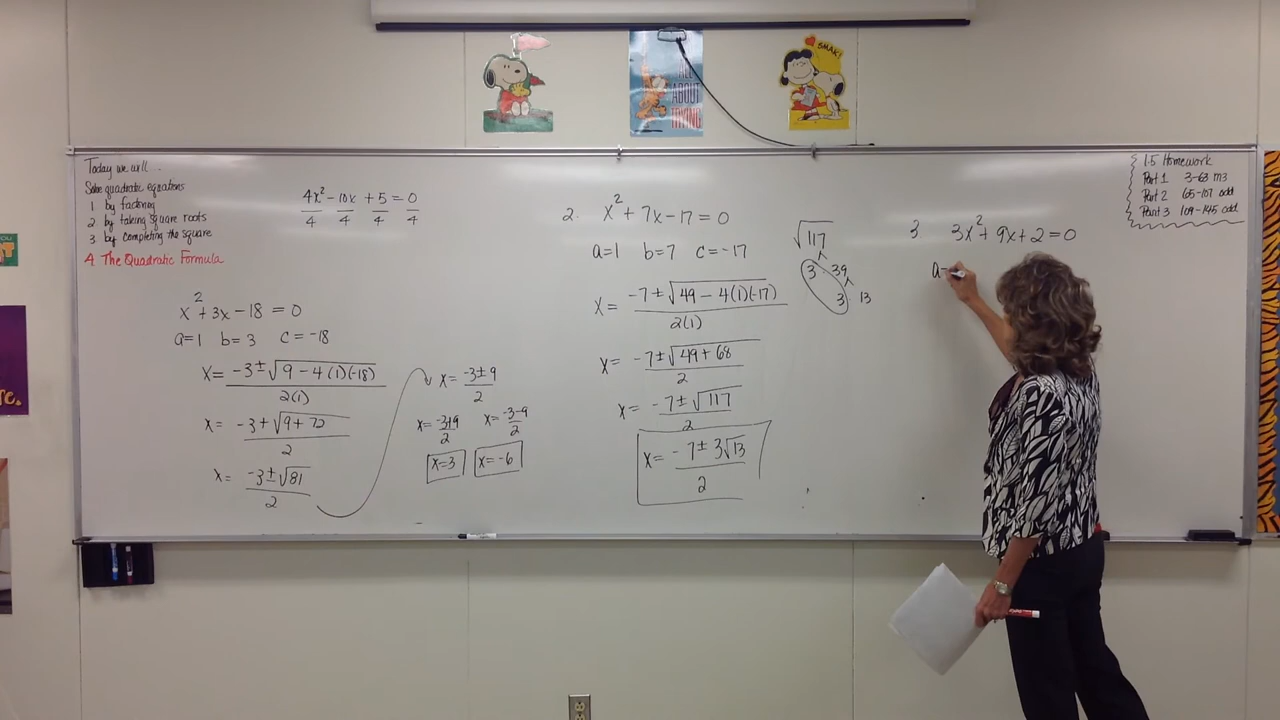 Today we will...
Solve quadratic equations
1 by factoring
2 by taking square roots
3 by completing the square
4. The Quadratic Formula
4x² - 10x + 5 = 0
4 4 4 4
x² + 3x - 18 = 0
a=1 b=3 c=-18
x= -3±√9-4(1)(-18)
2(1)
x= -3±√9+72
2
x= -3±√81
2
x= -3±9
2
x= -3+9 x= -3-9
2 2
x=3 x=-6
2. x² + 7x - 17 = 0
a=1 b=7 c=-17
x= -7±√49-4(1)(-17)
2(1)
x= -7±√49+68
2
x= -7±√117
2
x= -7±3√13
2
√117
3 39
3 13
3 3x² + 9x + 2 = 0
a=
1.5 Homework
Part 1 3-63 m3
Part 2 65-107 odd
Part 3 109-145 odd
ALL
ABOUT
TRYING
SMAK!
YOU
re.